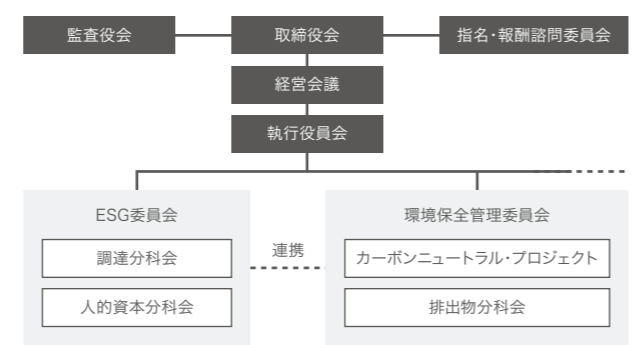 監査役会
取締役会
指名・報酬諮問委員会
経営会議
執行役員会
ESG委員会
調達分科会
人的資本分科会
連携
環境保全管理委員会
カーボンニュートラル・プロジェクト
排出物分科会